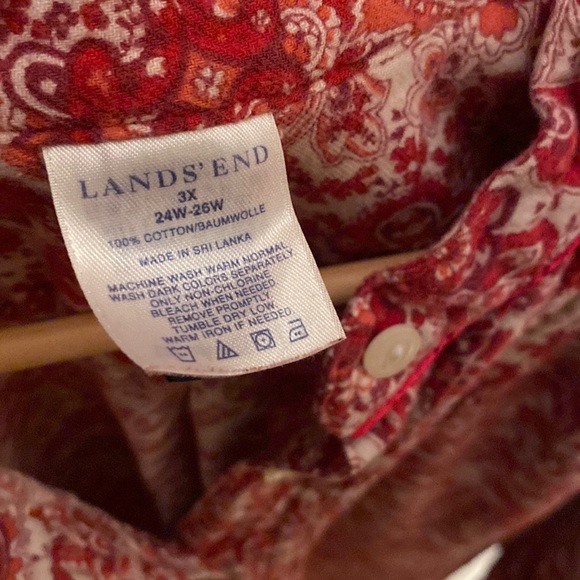 LANDS' END
3X
24W-26W
100% COTTON/BAUMWOLLE
MADE IN SRI LANKA
MACHINE WASH WARM NORMAL.
WASH DARK COLORS SEPARATELY.
ONLY NON-CHLORINE
BLEACH WHEN NEEDED.
REMOVE PROMPTLY.
TUMBLE DRY LOW.
WARM IRON IF NEEDED.